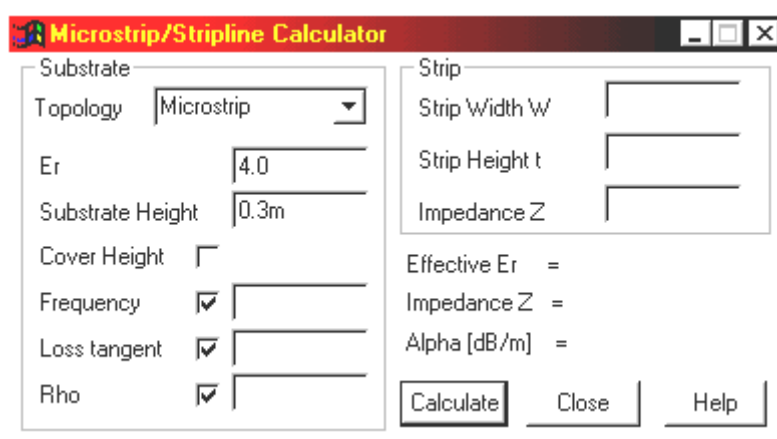 Microstrip/Stripline Calculator
Substrate
Topology Microstrip
Er 4.0
Substrate Height 0.3m
Cover Height
Frequency
Loss tangent
Rho
Strip
Strip Width W
Strip Height t
Impedance Z
Effective Er =
Impedance Z =
Alpha [dB/m] =
Calculate Close Help